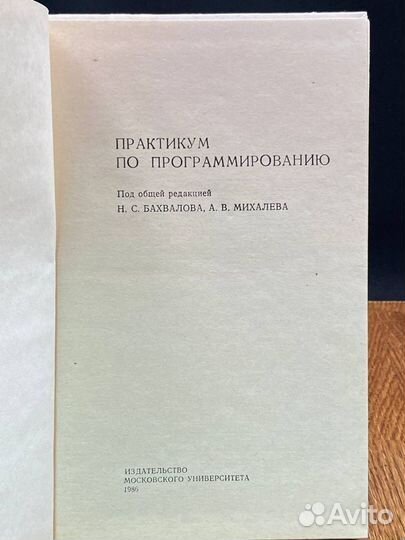 ПРАКТИКУМ
ПО ПРОГРАММИРОВАНИЮ
Под общей редакцией
Н. С. БАХВАЛОВА, А. В. МИХАЛЕВА
ИЗДАТЕЛЬСТВО
МОСКОВСКОГО УНИВЕРСИТЕТА
1986
Avito